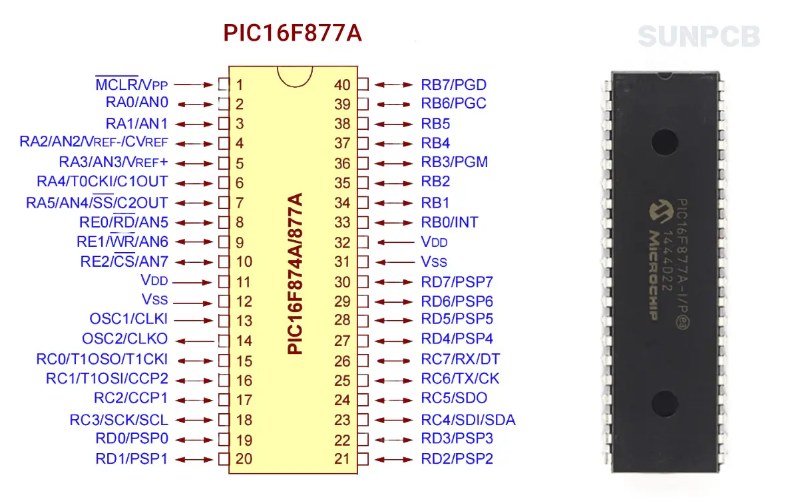 PIC16F877A
SUNPCB
MCLR/VPP 1 40 RB7/PGD
RA0/AN0 2 39 RB6/PGC
RA1/AN1 3 38 RB5
RA2/AN2/VREF-/CVREF 4 37 RB4
RA3/AN3/VREF+ 5 36 RB3/PGM
RA4/T0CKI/C1OUT 6 35 RB2
RA5/AN4/SS/C2OUT 7 34 RB1
RE0/RD/AN5 8 33 RB0/INT
RE1/WR/AN6 9 32 VDD
RE2/CS/AN7 10 31 VSS
VDD 11 30 RD7/PSP7
VSS 12 29 RD6/PSP6
OSC1/CLKI 13 28 RD5/PSP5
OSC2/CLKO 14 27 RD4/PSP4
RC0/T1OSO/T1CKI 15 26 RC7/RX/DT
RC1/T1OSI/CCP2 16 25 RC6/TX/CK
RC2/CCP1 17 24 RC5/SDO
RC3/SCK/SCL 18 23 RC4/SDI/SDA
RD0/PSP0 19 22 RD3/PSP3
RD1/PSP1 20 21 RD2/PSP2
PIC16F874A/877A
PIC16F877A-I/P e3
1444022
MICROCHIP